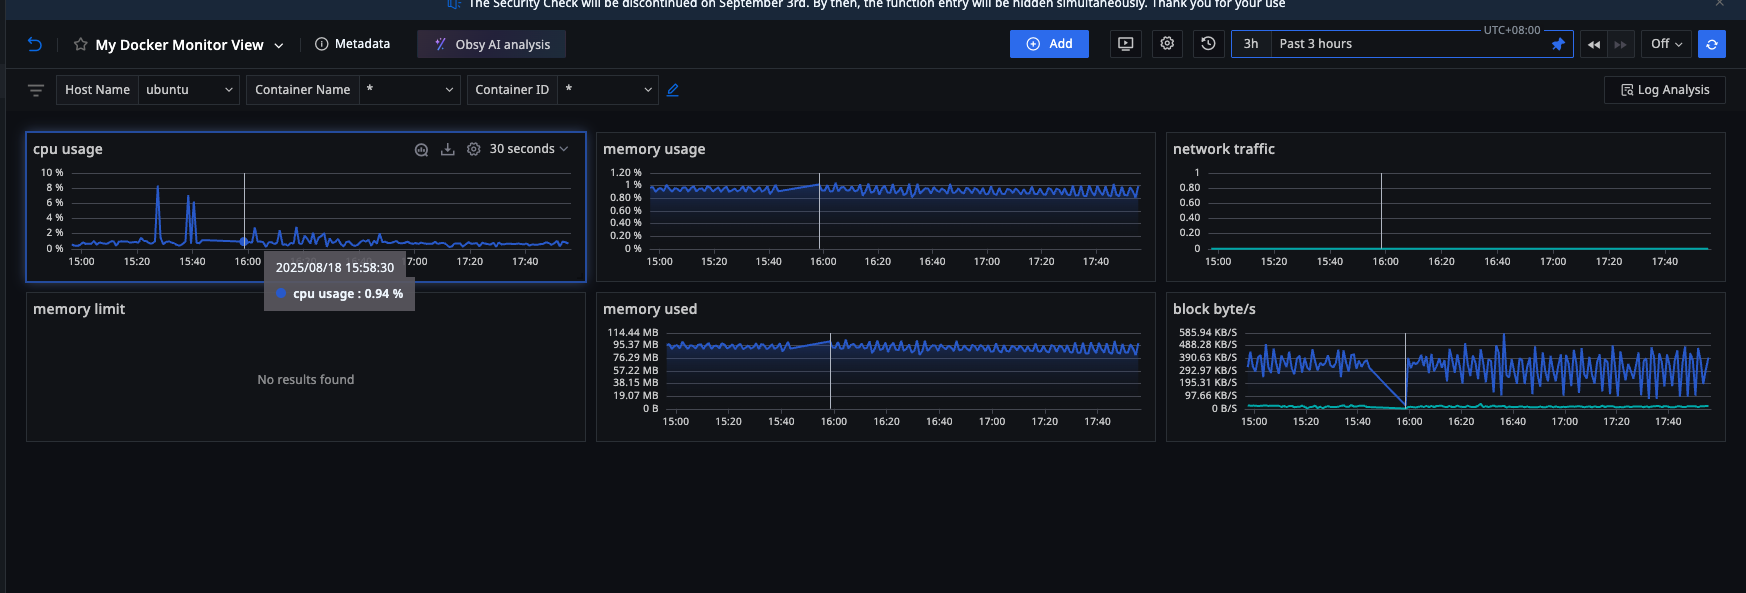 The Security Check will be discontinued on September 3rd. By then, the function entry will be hidden simultaneously. Thank you for your use
My Docker Monitor View
Metadata
Obsy AI analysis
Add
3h
Past 3 hours
UTC+08:00
Off
Host Name
ubuntu
Container Name
*
Container ID
*
Log Analysis
cpu usage
30 seconds
10 %
8 %
6 %
4 %
2 %
0 %
15:00 15:20 15:40 16:00 17:00 17:20 17:40
2025/08/18 15:58:30
cpu usage : 0.94 %
memory usage
1.20 %
1 %
0.80 %
0.60 %
0.40 %
0.20 %
0 %
15:00 15:20 15:40 16:00 16:20 16:40 17:00 17:20 17:40
network traffic
1
0.80
0.60
0.40
0.20
0
15:00 15:20 15:40 16:00 16:20 16:40 17:00 17:20 17:40
memory limit
No results found
memory used
114.44 MB
95.37 MB
76.29 MB
57.22 MB
38.15 MB
19.07 MB
0 B
15:00 15:20 15:40 16:00 16:20 16:40 17:00 17:20 17:40
block byte/s
585.94 KB/S
488.28 KB/S
390.63 KB/S
292.97 KB/S
195.31 KB/S
97.66 KB/S
0 B/S
15:00 15:20 15:40 16:00 16:20 16:40 17:00 17:20 17:40